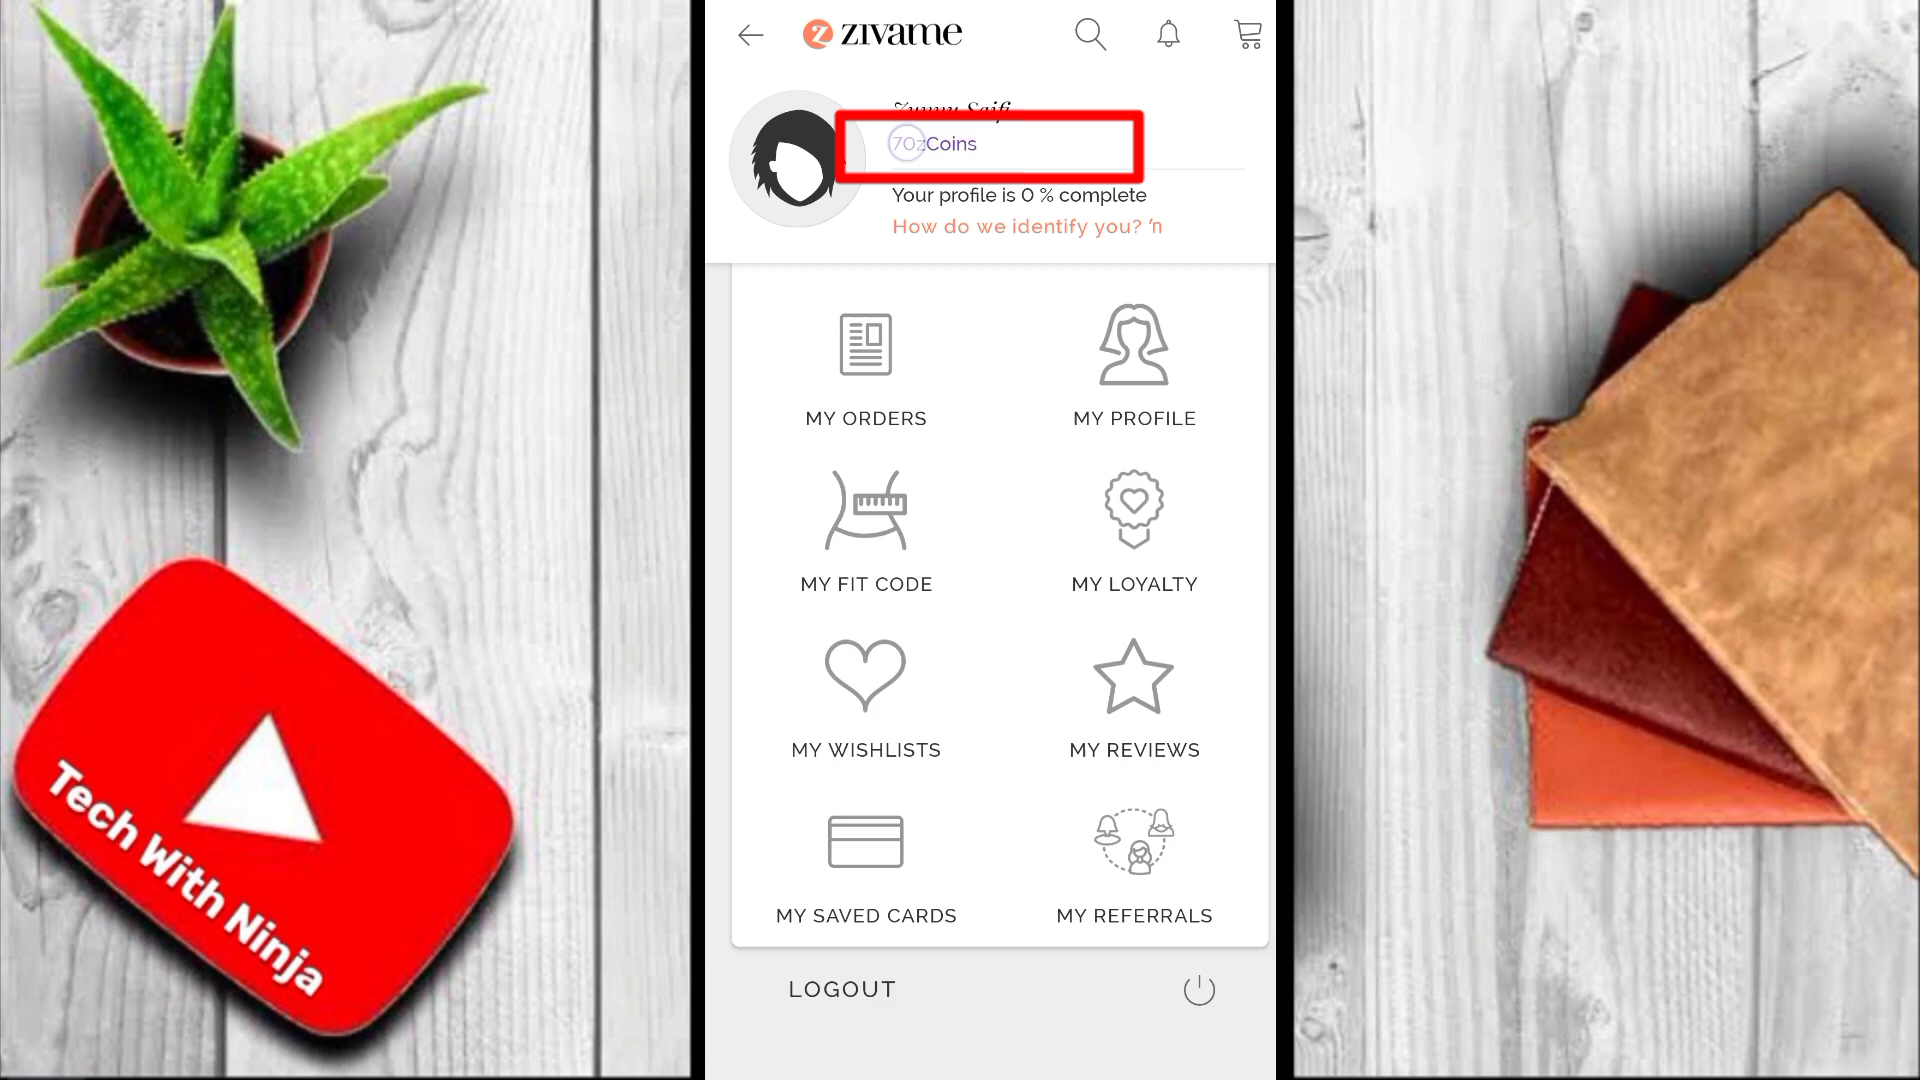 zivame
70zCoins
Your profile is 0 % complete
How do we identify you? 'n
MY ORDERS
MY PROFILE
MY FIT CODE
MY LOYALTY
MY WISHLISTS
MY REVIEWS
MY SAVED CARDS
MY REFERRALS
LOGOUT
Tech With Ninja